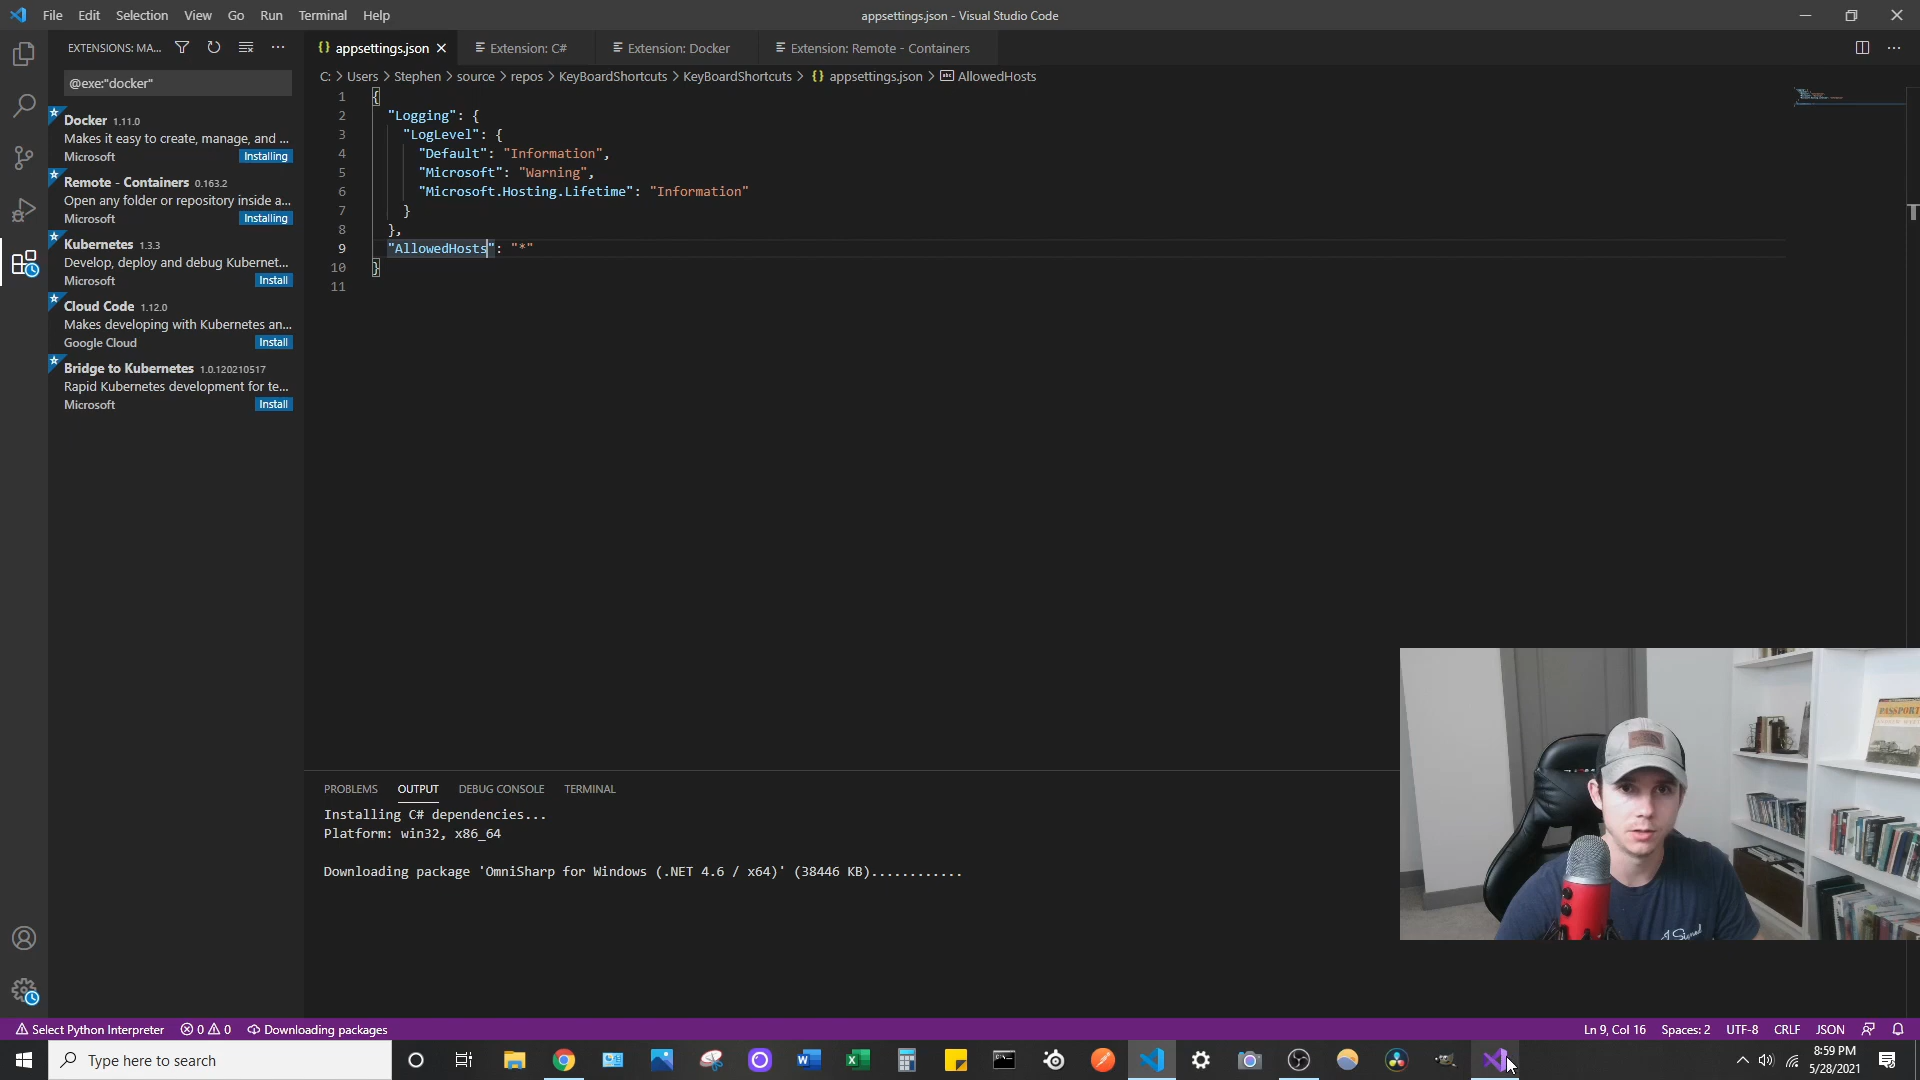 File Edit Selection View Go Run Terminal Help
appsettings.json - Visual Studio Code
EXTENSIONS: MA...
@exe:"docker"
Docker 1.11.0
Makes it easy to create, manage, and ...
Microsoft Installing
Remote - Containers 0.163.2
Open any folder or repository inside a...
Microsoft Installing
Kubernetes 1.3.3
Develop, deploy and debug Kubernet...
Microsoft Install
Cloud Code 1.12.0
Makes developing with Kubernetes an...
Google Cloud Install
Bridge to Kubernetes 1.0.120210517
Rapid Kubernetes development for te...
Microsoft Install
{} appsettings.json Extension: C# Extension: Docker Extension: Remote - Containers
C: > Users > Stephen > source > repos > KeyBoardShortcuts > KeyBoardShortcuts > {} appsettings.json > abc AllowedHosts
1 {
2 "Logging": {
3 "LogLevel": {
4 "Default": "Information",
5 "Microsoft": "Warning",
6 "Microsoft.Hosting.Lifetime": "Information"
7 }
8 },
9 "AllowedHosts": "*"
10 }
11
PROBLEMS OUTPUT DEBUG CONSOLE TERMINAL
Installing C# dependencies...
Platform: win32, x86_64
Downloading package 'OmniSharp for Windows (.NET 4.6 / x64)' (38446 KB)............
PASSPORT
Select Python Interpreter 0 0 Downloading packages
Ln 9, Col 16 Spaces: 2 UTF-8 CRLF JSON
Type here to search
8:59 PM
5/28/2021